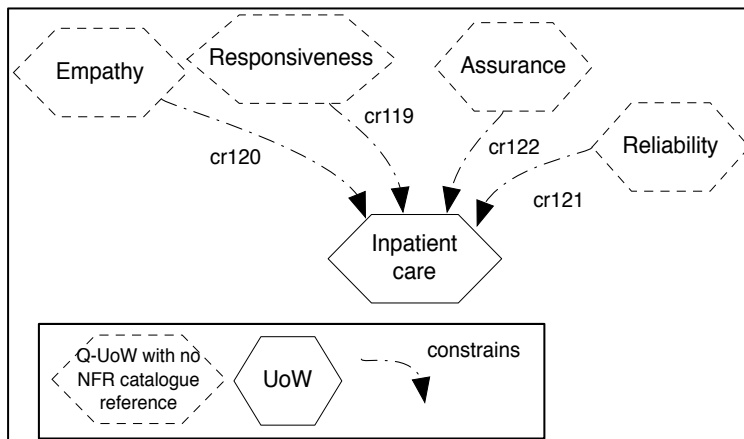 Empathy
Responsiveness
Assurance
Reliability
cr120
cr119
cr122
cr121
Inpatient
care
Q-UoW with no
NFR catalogue
reference
UoW
constrains